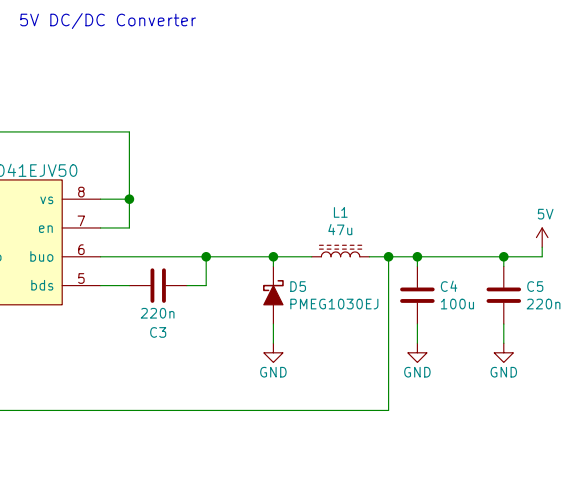 5V DC/DC Converter
041EJV50
vs 8
en 7
buo 6
bds 5
220n
C3
L1
47u
D5
PMEG1030EJ
GND
C4
100u
GND
C5
220n
GND
5V